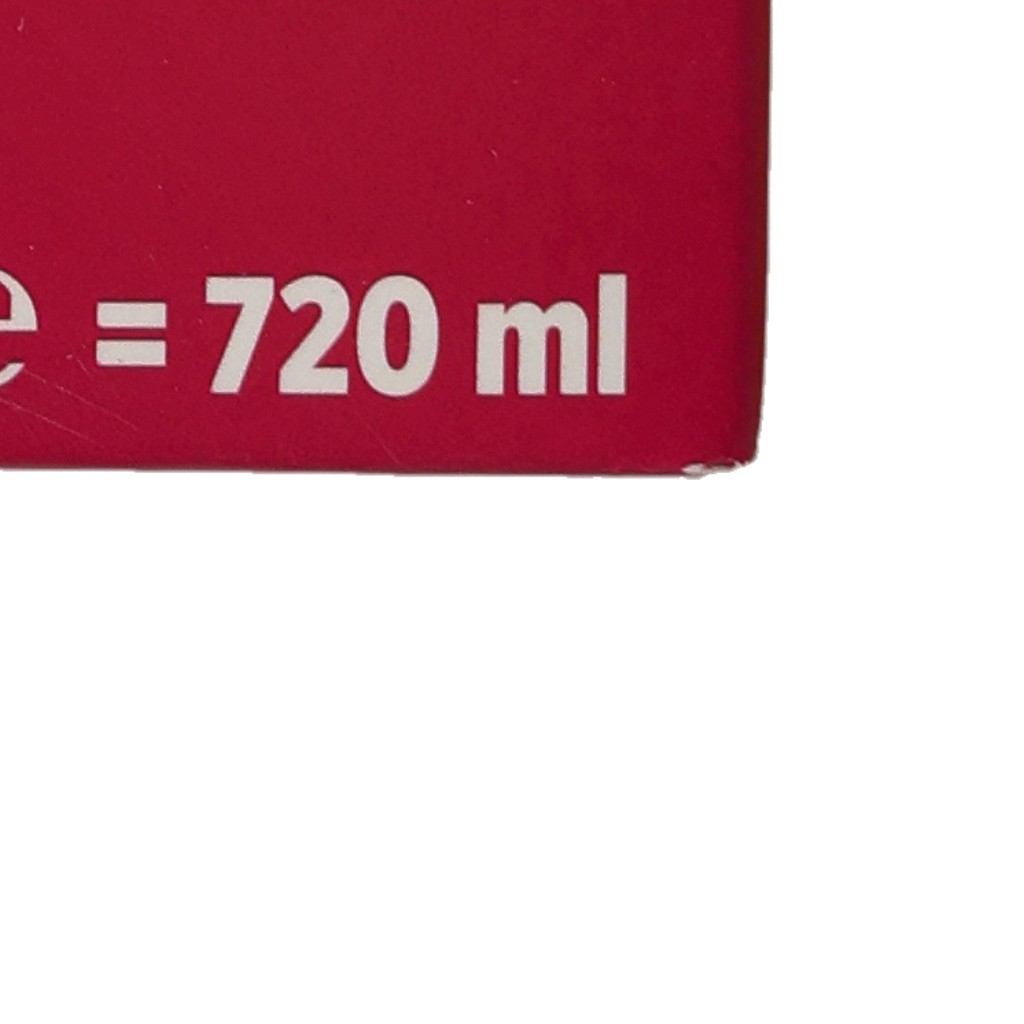 ℮ = 720 ml